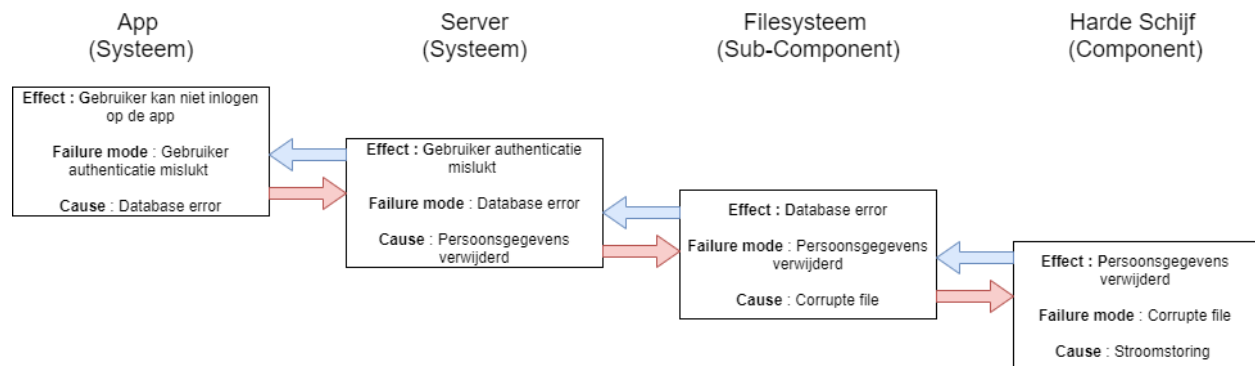 App
(Systeem)
Server
(Systeem)
Filesysteem
(Sub-Component)
Harde Schijf
(Component)
Effect : Gebruiker kan niet inlogen
op de app
Failure mode : Gebruiker
authenticatie mislukt
Cause : Database error
Effect : Gebruiker authenticatie
mislukt
Failure mode : Database error
Cause : Persoonsgegevens
verwijderd
Effect : Database error
Failure mode : Persoonsgegevens
verwijderd
Cause : Corrupte file
Effect : Persoonsgegevens
verwijderd
Failure mode : Corrupte file
Cause : Stroomstoring